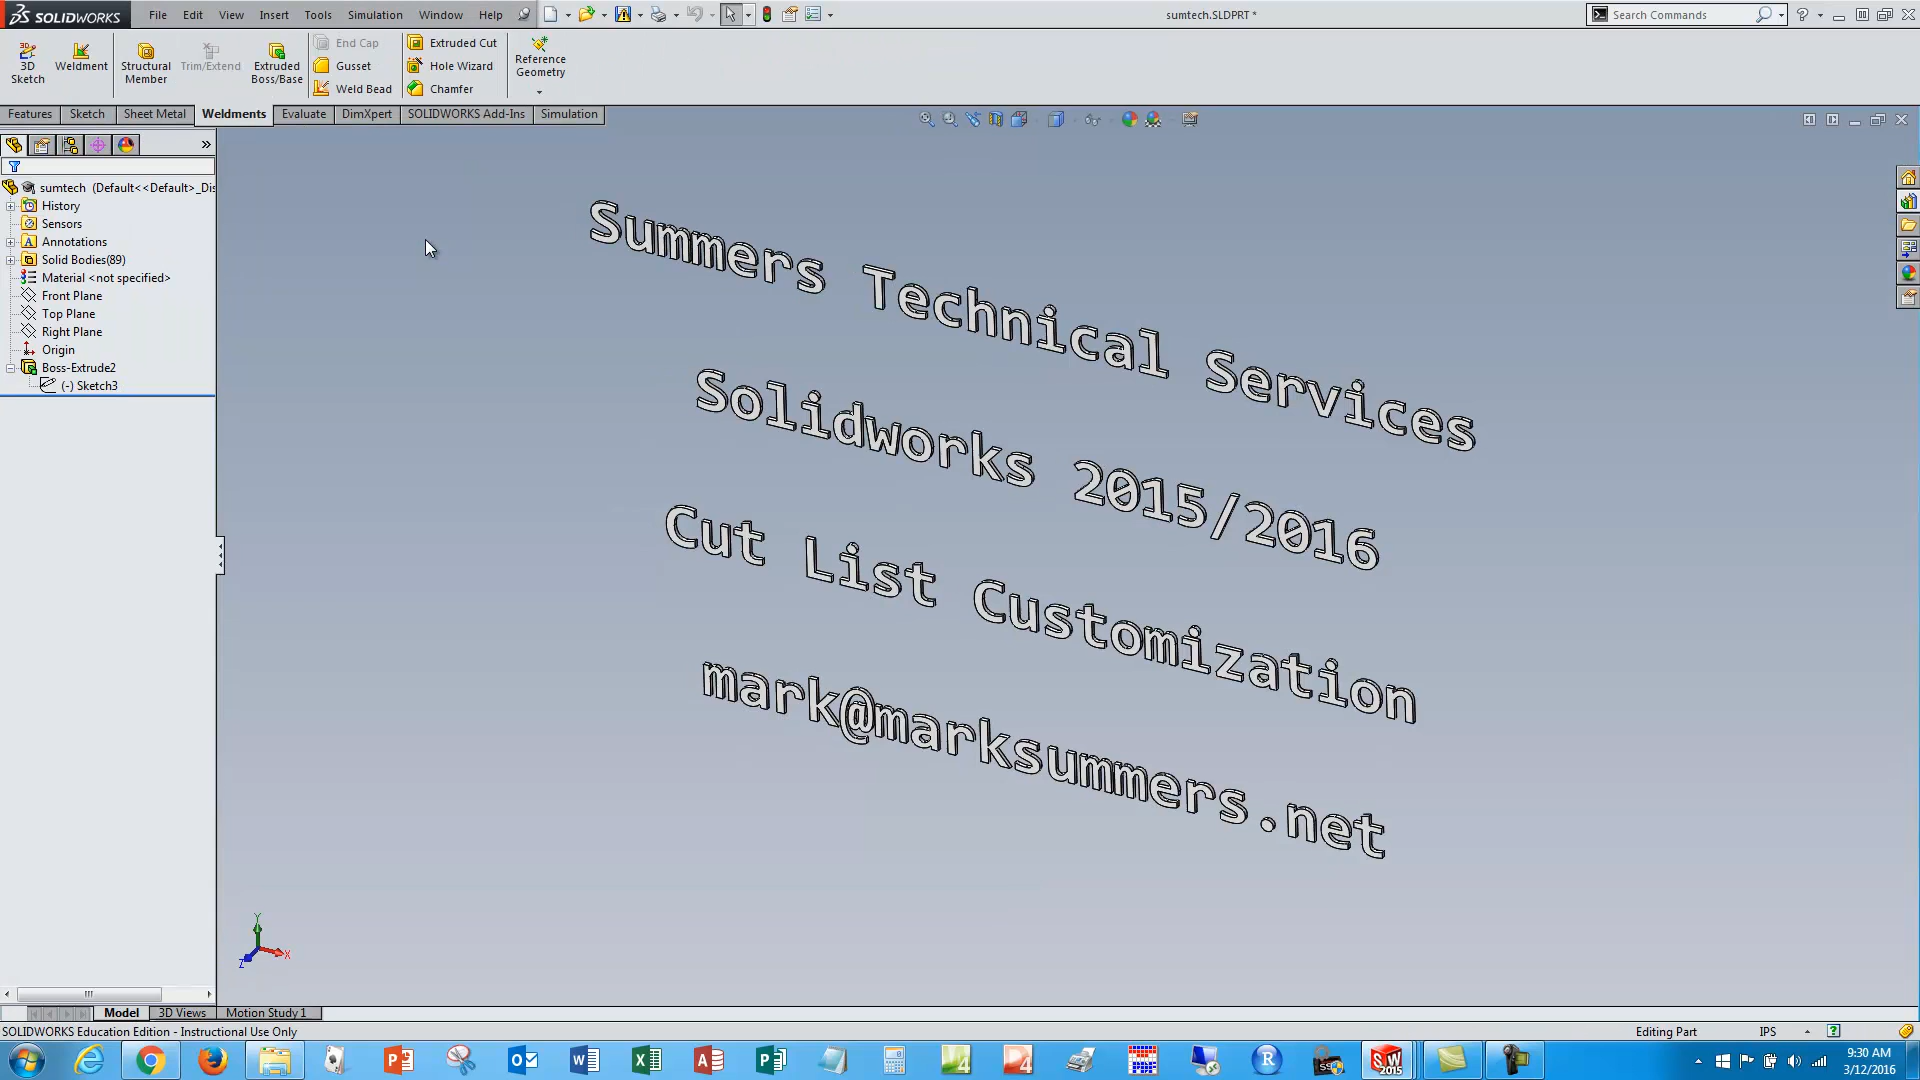 SOLIDWORKS
File Edit View Insert Tools Simulation Window Help
sumtech.SLDPRT *
Search Commands
3D Sketch
Weldment
Structural Member
Trim/Extend
Extruded Boss/Base
End Cap
Gusset
Weld Bead
Extruded Cut
Hole Wizard
Chamfer
Reference Geometry
Features Sketch Sheet Metal Weldments Evaluate DimXpert SOLIDWORKS Add-Ins Simulation
sumtech (Default<<Default>_Dis
History
Sensors
Annotations
Solid Bodies(89)
Material <not specified>
Front Plane
Top Plane
Right Plane
Origin
Boss-Extrude2
(-) Sketch3
Summers Technical Services
Solidworks 2015/2016
Cut List Customization
mark@marksummers.net
Y
X
Z
Model 3D Views Motion Study 1
SOLIDWORKS Education Edition - Instructional Use Only
Editing Part
IPS
9:30 AM
3/12/2016